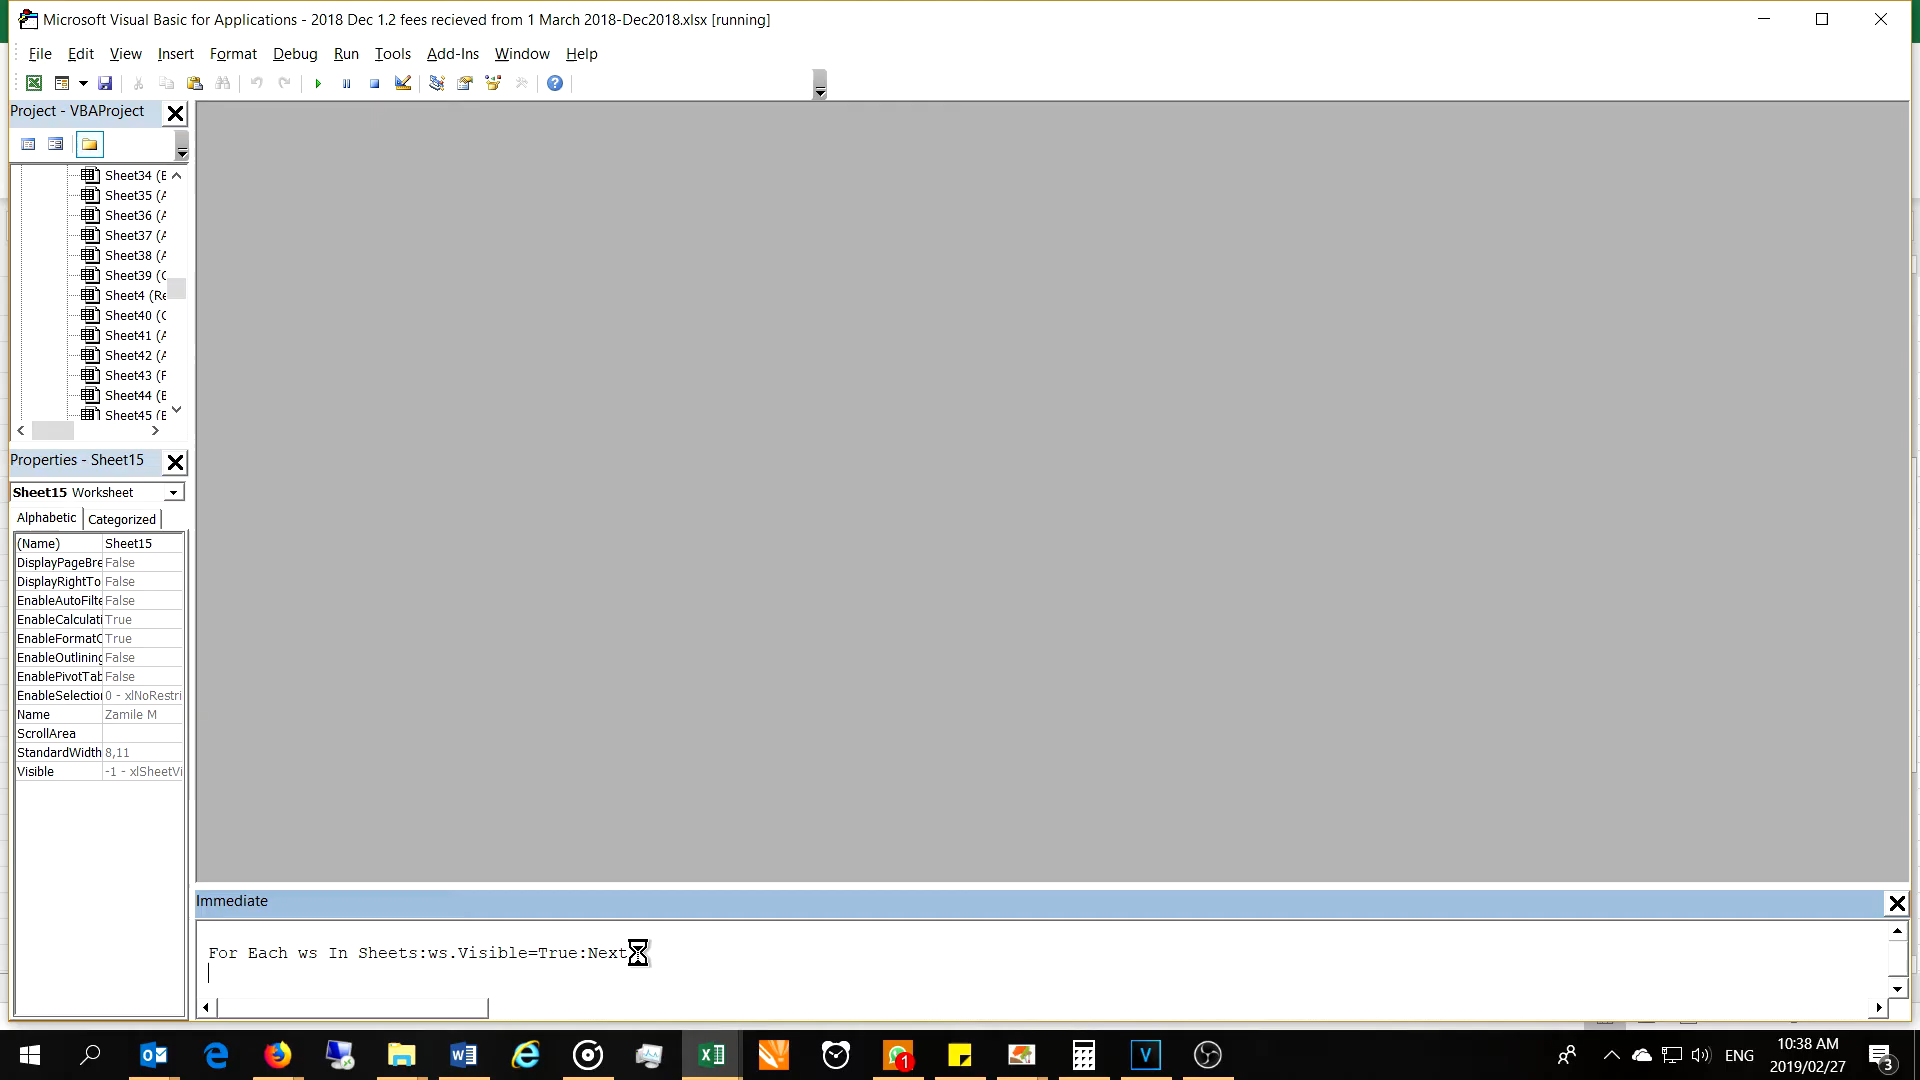 Microsoft Visual Basic for Applications - 2018 Dec 1.2 fees recieved from 1 March 2018-Dec2018.xlsx [running]
File Edit View Insert Format Debug Run Tools Add-Ins Window Help
Project - VBAProject
Sheet34 (E
Sheet35 (A
Sheet36 (A
Sheet37 (A
Sheet38 (A
Sheet39 (C
Sheet4 (Re
Sheet40 (C
Sheet41 (A
Sheet42 (A
Sheet43 (F
Sheet44 (E
Sheet45 (E
Properties - Sheet15
Sheet15 Worksheet
Alphabetic Categorized
(Name) Sheet15
DisplayPageBre False
DisplayRightTo False
EnableAutoFilte False
EnableCalculati True
EnableFormatC True
EnableOutlining False
EnablePivotTab False
EnableSelection 0 - xlNoRestri
Name Zamile M
ScrollArea
StandardWidth 8,11
Visible -1 - xlSheetVi
Immediate
For Each ws In Sheets:ws.Visible=True:Next
1
ENG
10:38 AM
2019/02/27
3